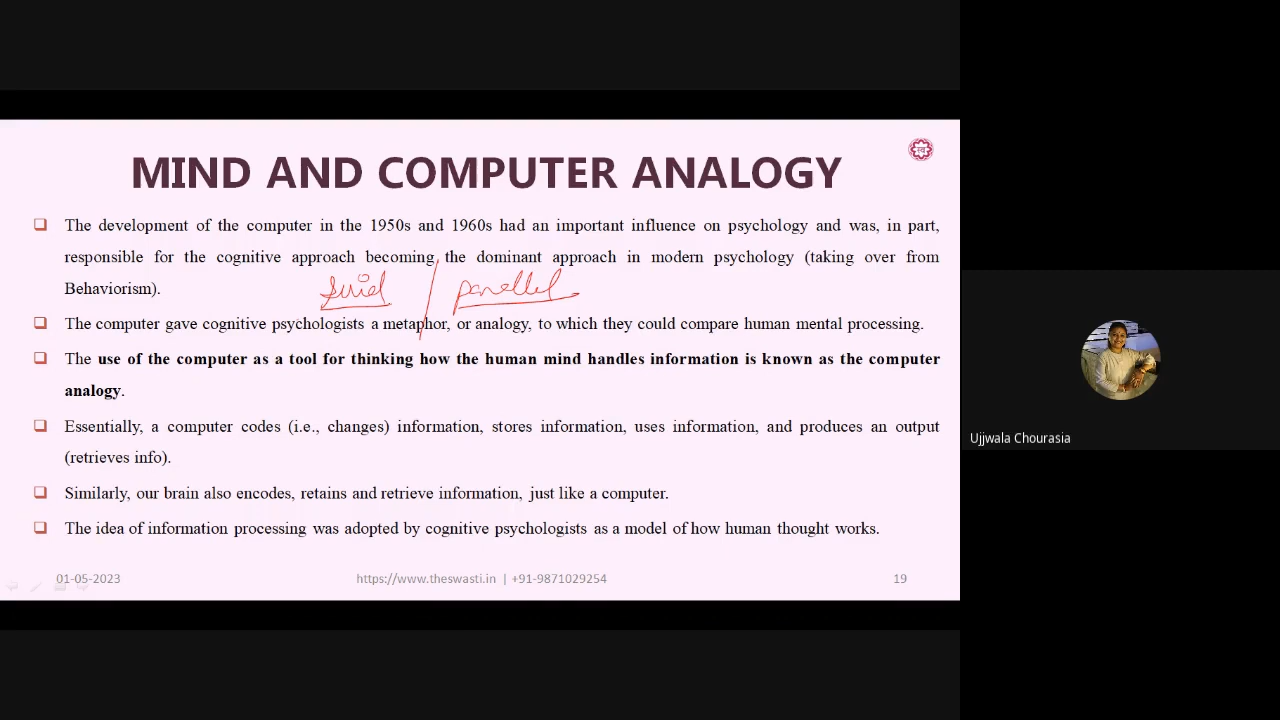 MIND AND COMPUTER ANALOGY
The development of the computer in the 1950s and 1960s had an important influence on psychology and was, in part,
responsible for the cognitive approach becoming the dominant approach in modern psychology (taking over from
Behaviorism).
serial / parallel
The computer gave cognitive psychologists a metaphor, or analogy, to which they could compare human mental processing.
The use of the computer as a tool for thinking how the human mind handles information is known as the computer
analogy.
Essentially, a computer codes (i.e., changes) information, stores information, uses information, and produces an output
(retrieves info).
Similarly, our brain also encodes, retains and retrieve information, just like a computer.
The idea of information processing was adopted by cognitive psychologists as a model of how human thought works.
01-05-2023 https://www.theswasti.in | +91-9871029254 19
Ujjwala Chourasia